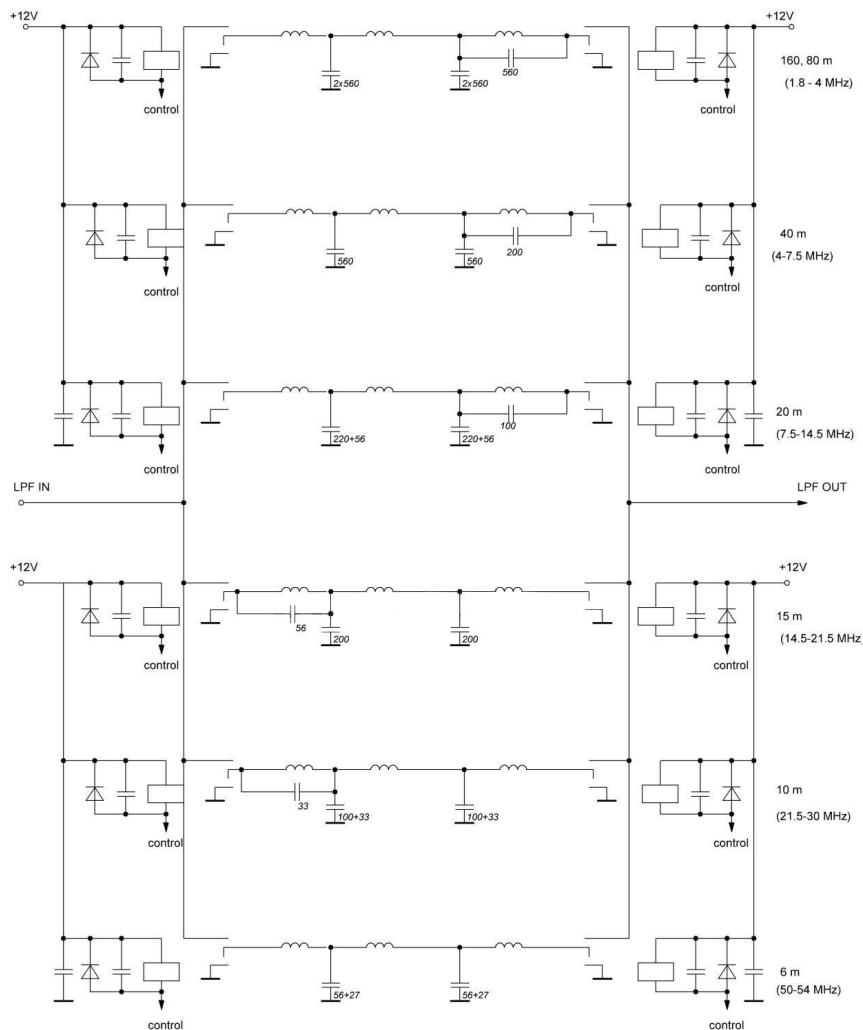 +12V
+12V
560
160, 80 m
(1.8 - 4 MHz)
2x560
2x560
control
control
40 m
(4-7.5 MHz)
560
560
200
control
control
20 m
(7.5-14.5 MHz)
220+56
220+56
100
control
control
LPF IN
LPF OUT
+12V
+12V
15 m
(14.5-21.5 MHz)
56
200
200
control
control
10 m
(21.5-30 MHz)
33
100+33
100+33
control
control
6 m
(50-54 MHz)
56+27
56+27
control
control